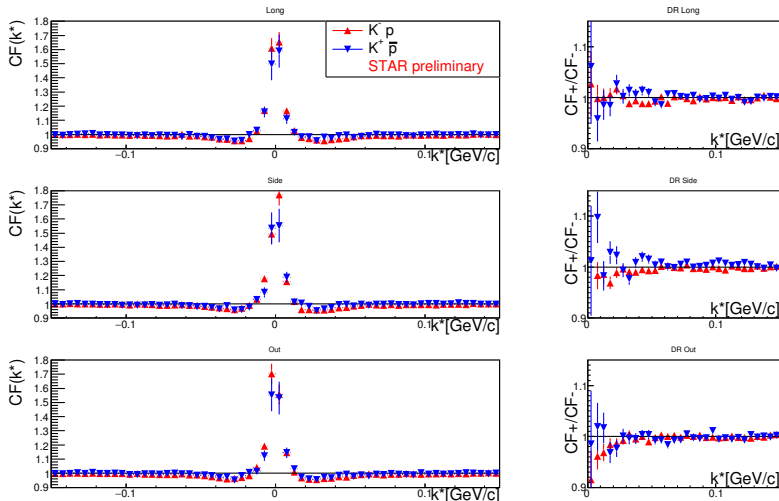 Long
CF(k*)
1.8
1.7
1.6
1.5
1.4
1.3
1.2
1.1
1
0.9
K⁻ p
K⁺ p̅
STAR preliminary
−0.1 0 0.1
k*[GeV/c]
DR Long
CF+/CF-
1.1
1
0.9
0 0.1
k*[GeV/c]
Side
CF(k*)
1.8
1.7
1.6
1.5
1.4
1.3
1.2
1.1
1
0.9
−0.1 0 0.1
k*[GeV/c]
DR Side
CF+/CF-
1.1
1
0.9
0 0.1
k*[GeV/c]
Out
CF(k*)
1.8
1.7
1.6
1.5
1.4
1.3
1.2
1.1
1
0.9
−0.1 0 0.1
k*[GeV/c]
DR Out
CF+/CF-
1.1
1
0.9
0 0.1
k*[GeV/c]